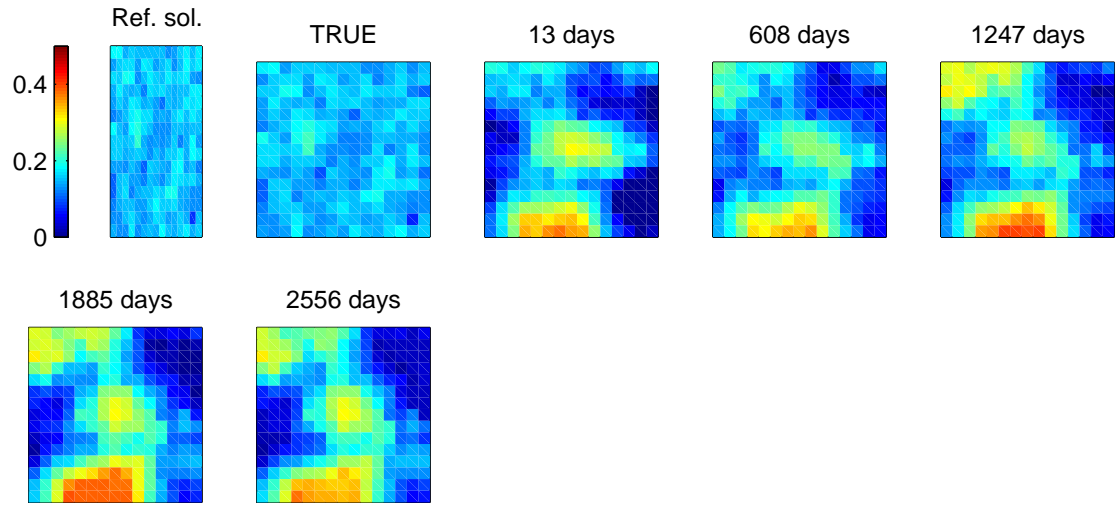 Ref. sol.
TRUE
13 days
608 days
1247 days
0.4
0.2
0
1885 days
2556 days